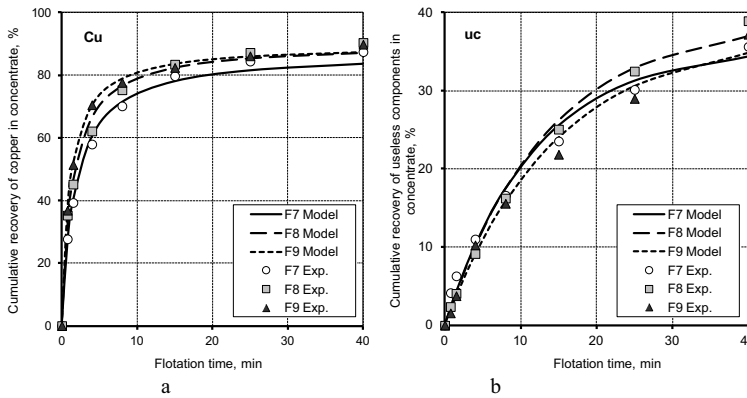 Cu
Cumulative recovery of copper in concentrate, %
100
80
60
40
20
0
F7 Model
F8 Model
F9 Model
F7 Exp.
F8 Exp.
F9 Exp.
0
10
20
30
40
Flotation time, min
a
uc
Cumulative recovery of useless components in
concentrate, %
40
30
20
10
0
F7 Model
F8 Model
F9 Model
F7 Exp.
F8 Exp.
F9 Exp.
0
10
20
30
40
Flotation time, min
b